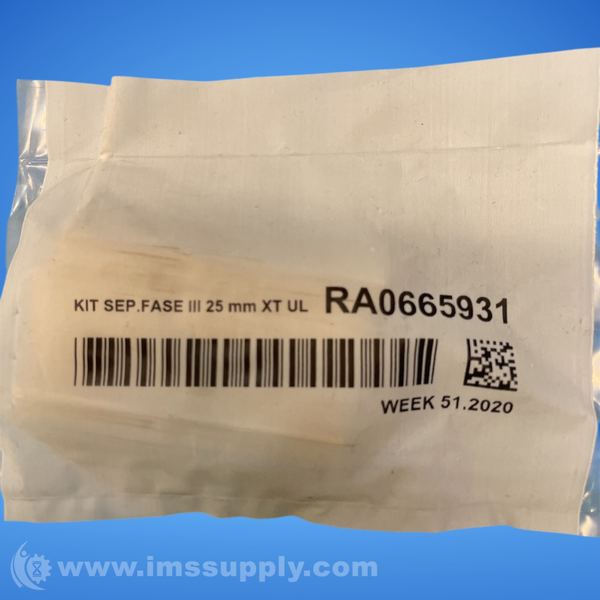 KIT SEP.FASE III 25 mm XT UL RA0665931
WEEK 51.2020
www.imssupply.com